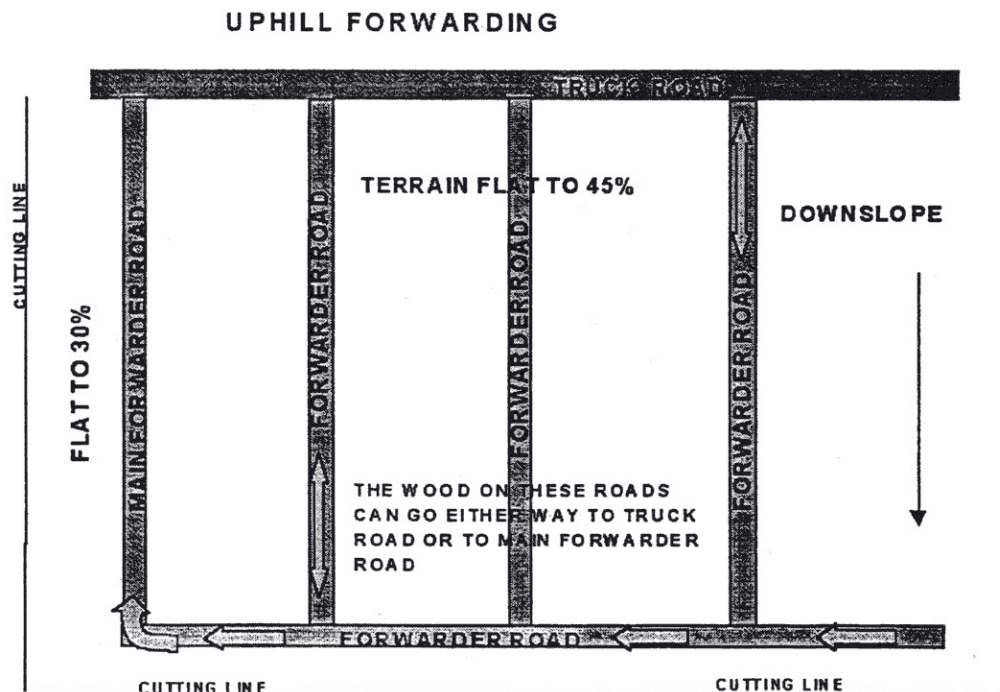 UPHILL FORWARDING
TRUCK ROAD
CUTTING LINE
FLAT TO 30%
MAIN FORWARDER ROAD
FORWARDER ROAD
TERRAIN FLAT TO 45%
FORWARDER ROAD
FORWARDER ROAD
DOWNSLOPE
THE WOOD ON THESE ROADS
CAN GO EITHER WAY TO TRUCK
ROAD OR TO MAIN FORWARDER
ROAD
FORWARDER ROAD
CUTTING LINE
CUTTING LINE